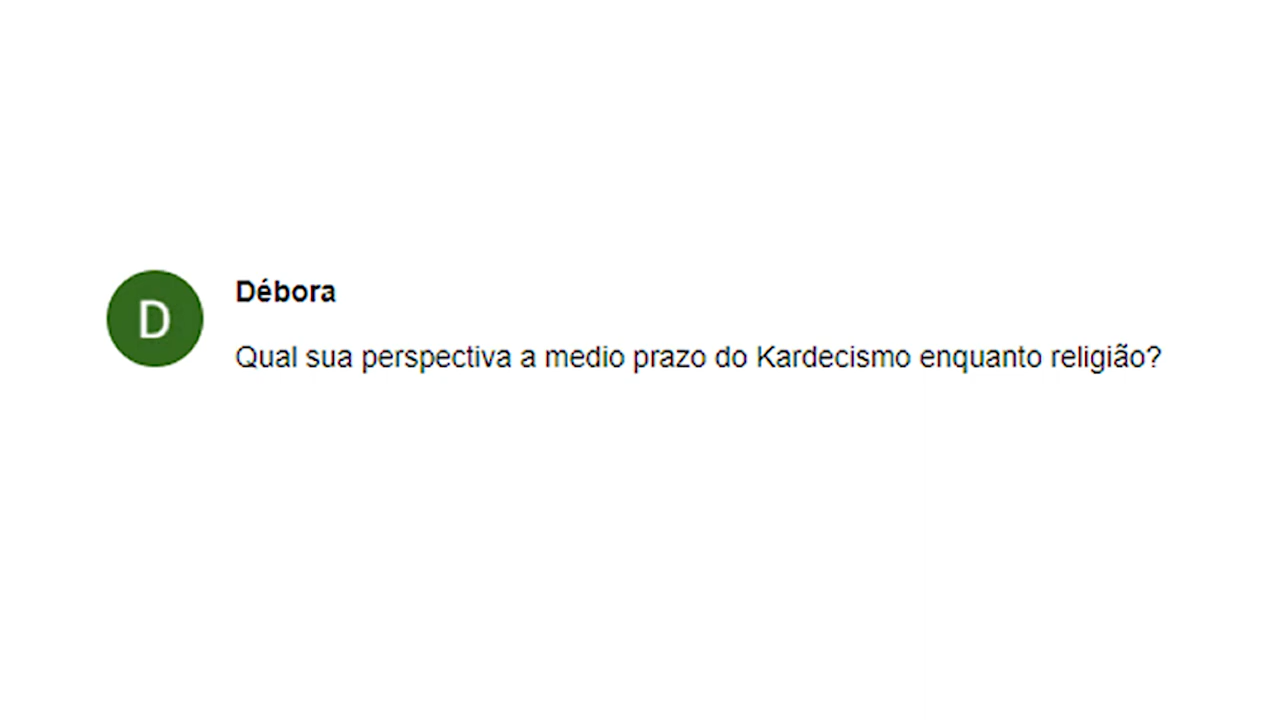 D
Débora
Qual sua perspectiva a medio prazo do Kardecismo enquanto religião?